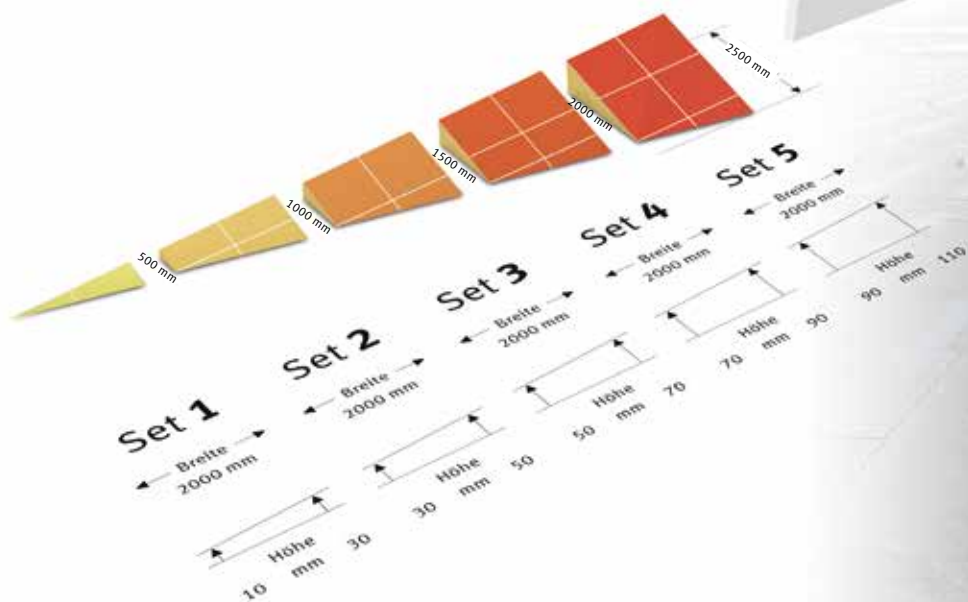 500 mm
1000 mm
1500 mm
2000 mm
2500 mm
Set 1
Breite
2000 mm
Höhe
10 mm 30
Set 2
Breite
2000 mm
Höhe
30 mm 50
Set 3
Breite
2000 mm
Höhe
50 mm 70
Set 4
Breite
2000 mm
Höhe
70 mm 90
Set 5
Breite
2000 mm
Höhe
90 mm 110